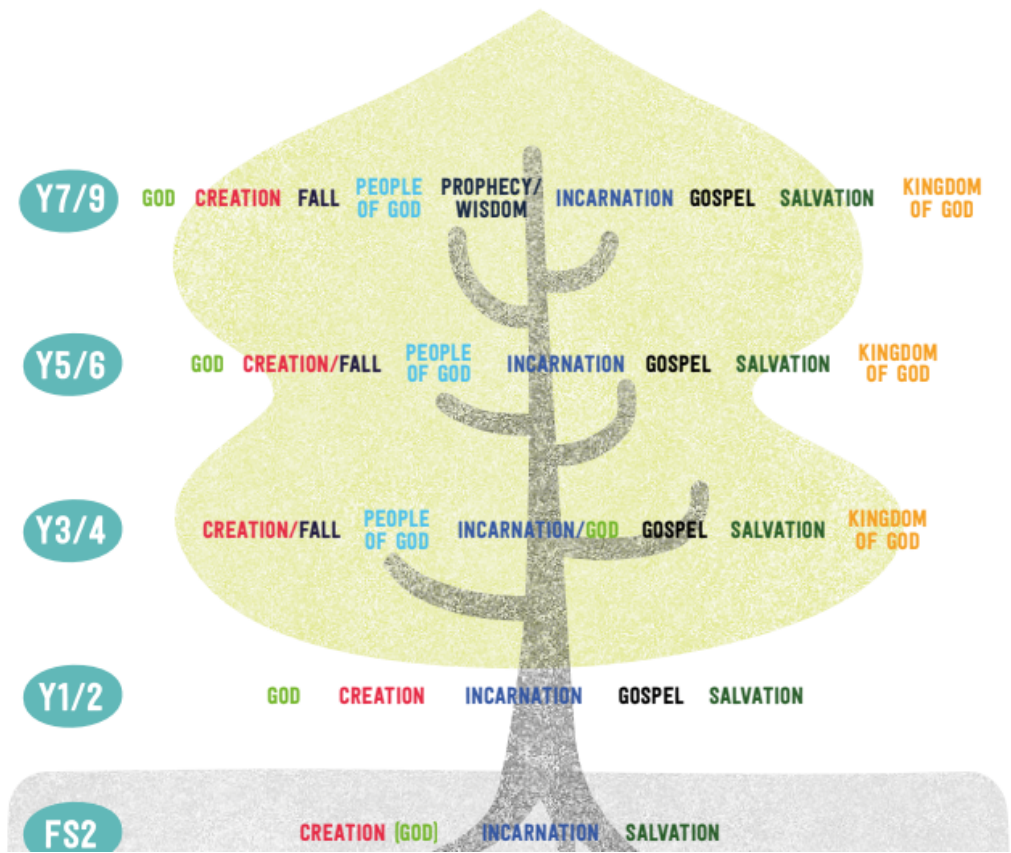 Y7/9 GOD CREATION FALL PEOPLE OF GOD PROPHECY/ WISDOM INCARNATION GOSPEL SALVATION KINGDOM OF GOD
Y5/6 GOD CREATION/FALL PEOPLE OF GOD INCARNATION GOSPEL SALVATION KINGDOM OF GOD
Y3/4 CREATION/FALL PEOPLE OF GOD INCARNATION/GOD GOSPEL SALVATION KINGDOM OF GOD
Y1/2 GOD CREATION INCARNATION GOSPEL SALVATION
FS2 CREATION (GOD) INCARNATION SALVATION